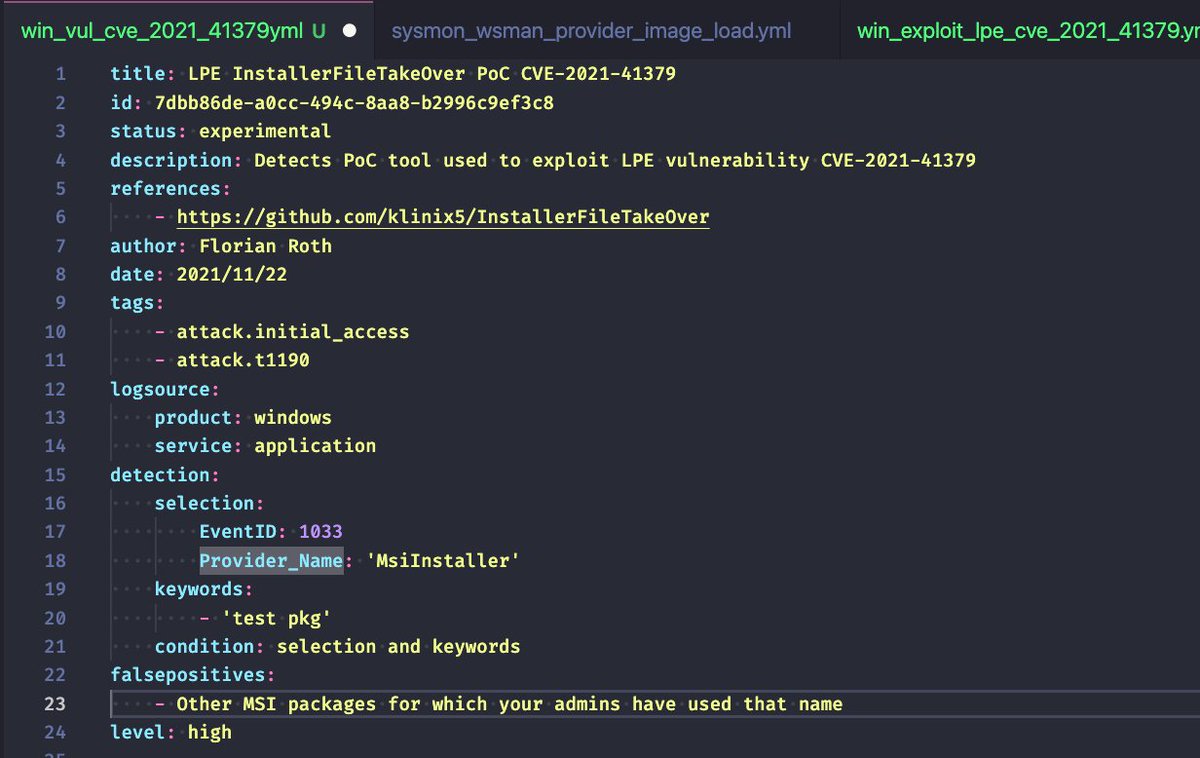 win_vul_cve_2021_41379yml U ● sysmon_wsman_provider_image_load.yml win_exploit_lpe_cve_2021_41379.yr
1 title: LPE InstallerFileTakeOver PoC CVE-2021-41379
2 id: 7dbb86de-a0cc-494c-8aa8-b2996c9ef3c8
3 status: experimental
4 description: Detects PoC tool used to exploit LPE vulnerability CVE-2021-41379
5 references:
6 - https://github.com/klinix5/InstallerFileTakeOver
7 author: Florian Roth
8 date: 2021/11/22
9 tags:
10 - attack.initial_access
11 - attack.t1190
12 logsource:
13 product: windows
14 service: application
15 detection:
16 selection:
17 EventID: 1033
18 Provider_Name: 'MsiInstaller'
19 keywords:
20 - 'test pkg'
21 condition: selection and keywords
22 falsepositives:
23 - Other MSI packages for which your admins have used that name
24 level: high
25